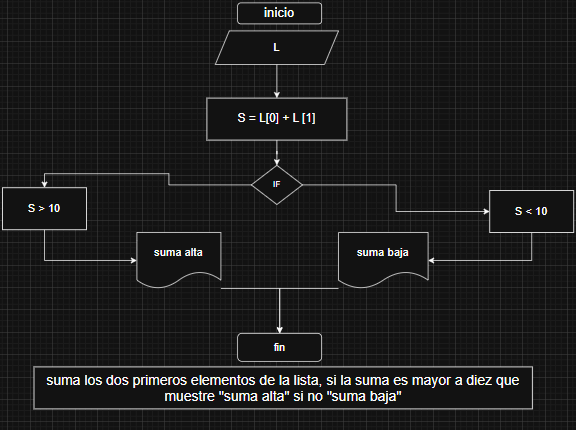 inicio
L
S = L[0] + L [1]
IF
S > 10
S < 10
suma alta
suma baja
fin
suma los dos primeros elementos de la lista, si la suma es mayor a diez que
muestre "suma alta" si no "suma baja"